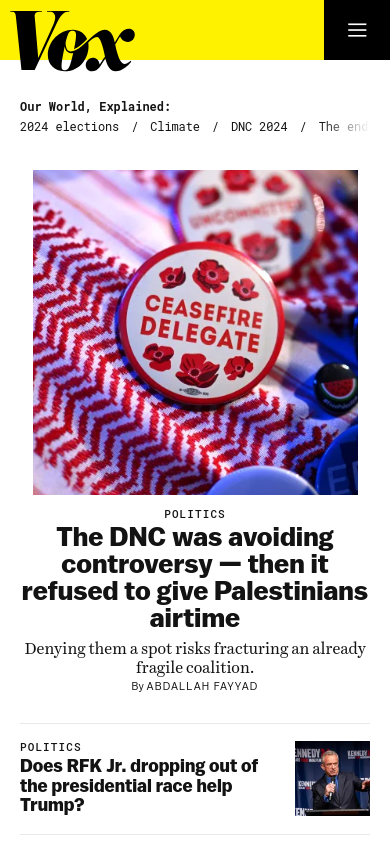 Vox
Our World, Explained:
2024 elections / Climate / DNC 2024 / The end
UNCOMMITTED
CEASEFIRE
DELEGATE
POLITICS
The DNC was avoiding
controversy — then it
refused to give Palestinians
airtime
Denying them a spot risks fracturing an already
fragile coalition.
By ABDALLAH FAYYAD
POLITICS
Does RFK Jr. dropping out of
the presidential race help
Trump?
KENNEDY